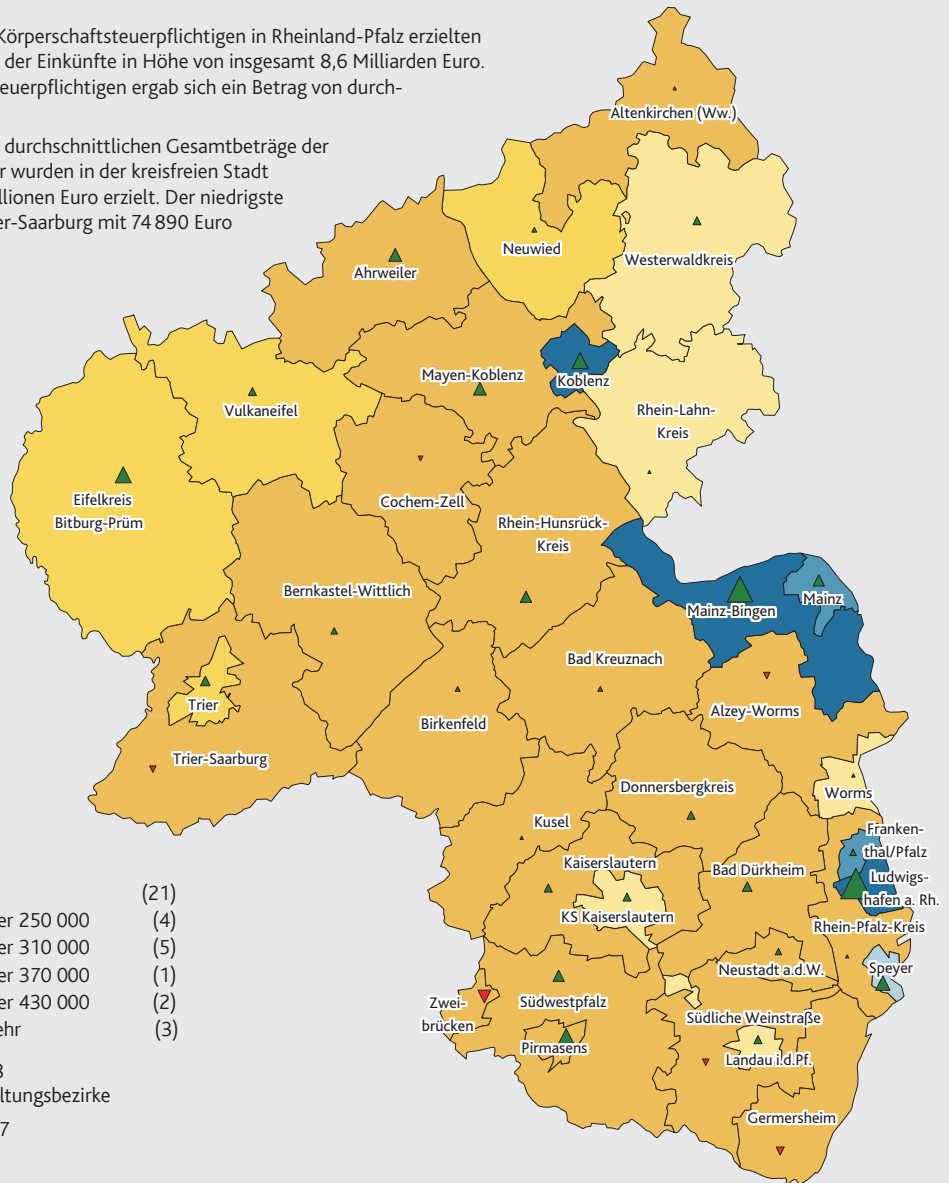 Körperschaftsteuerpflichtigen in Rheinland-Pfalz erzielten
der Einkünfte in Höhe von insgesamt 8,6 Milliarden Euro.
teuerpflichtigen ergab sich ein Betrag von durch-
durchschnittlichen Gesamtbeträge der
r wurden in der kreisfreien Stadt
llionen Euro erzielt. Der niedrigste
er-Saarburg mit 74 890 Euro
Altenkirchen (Ww.)
Neuwied
Westerwaldkreis
Ahrweiler
Mayen-Koblenz
Koblenz
Vulkaneifel
Rhein-Lahn-
Kreis
Eifelkreis
Bitburg-Prüm
Cochem-Zell
Rhein-Hunsrück-
Kreis
Bernkastel-Wittlich
Mainz-Bingen
Mainz
Bad Kreuznach
Trier
Birkenfeld
Alzey-Worms
Trier-Saarburg
Donnersbergkreis
Worms
Kusel
Franken-
thal/Pfalz
Kaiserslautern
Bad Dürkheim
Ludwigs-
hafen a. Rh.
KS Kaiserslautern
Rhein-Pfalz-Kreis
Neustadt a.d.W.
Speyer
Zwei-
brücken
Südwestpfalz
Südliche Weinstraße
Pirmasens
Landau i.d.Pf.
Germersheim
(21)
er 250 000 (4)
er 310 000 (5)
er 370 000 (1)
er 430 000 (2)
ehr (3)
3
ltungsbezirke
7